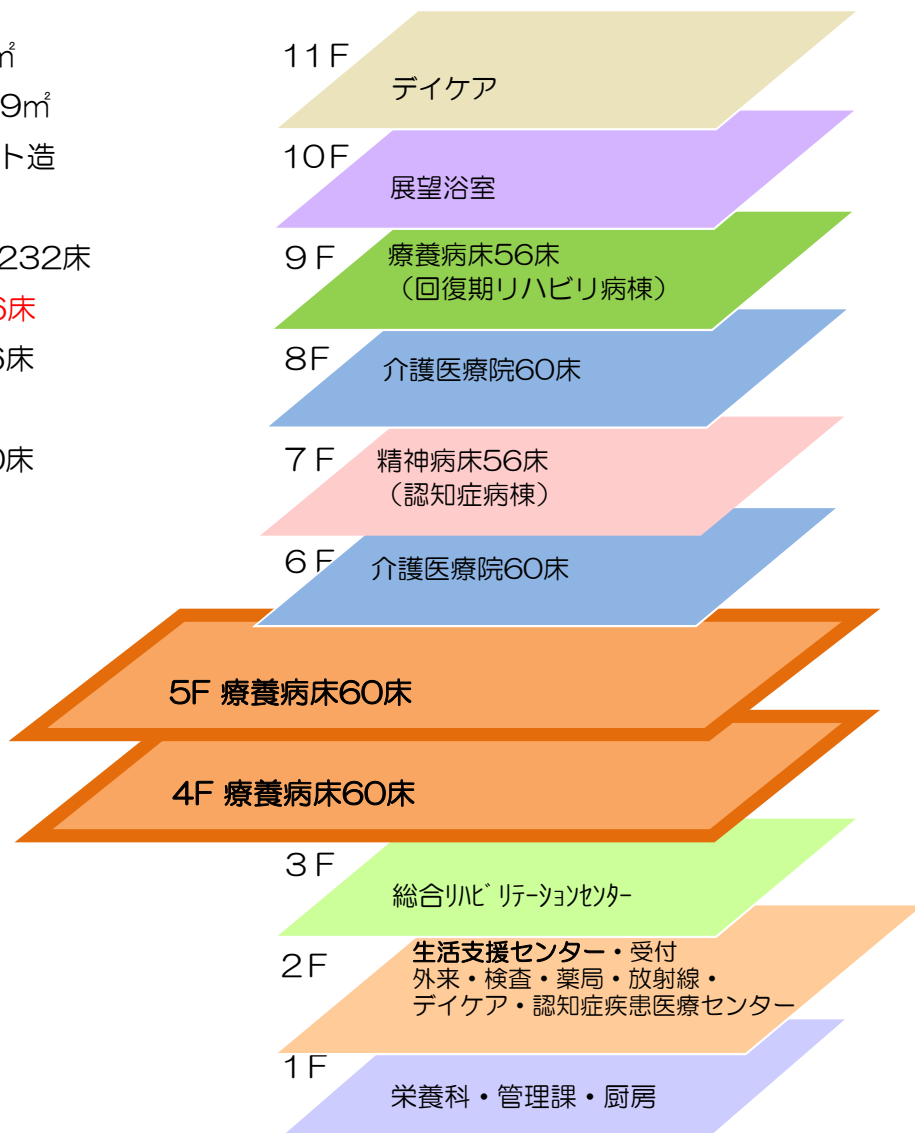 ㎡
9㎡
ト造
232床
6床
6床
0床
11F
デイケア
10F
展望浴室
9F
療養病床56床
(回復期リハビリ病棟)
8F
介護医療院60床
7F
精神病床56床
(認知症病棟)
6F
介護医療院60床
5F 療養病床60床
4F 療養病床60床
3F
総合ﾘﾊﾋﾞﾘﾃｰｼｮﾝｾﾝﾀｰ
2F
生活支援センター・受付
外来・検査・薬局・放射線・
デイケア・認知症疾患医療センター
1F
栄養科・管理課・厨房